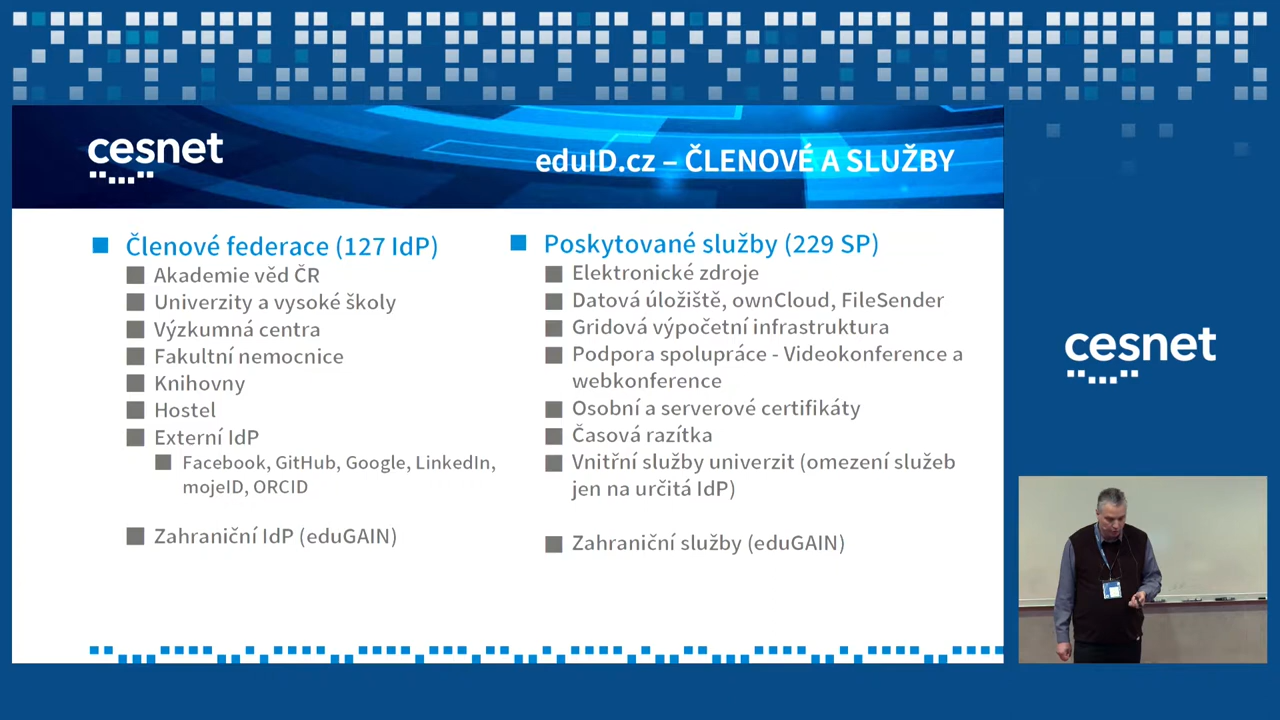 cesnet
eduID.cz – ČLENOVÉ A SLUŽBY
Členové federace (127 IdP)
Akademie věd ČR
Univerzity a vysoké školy
Výzkumná centra
Fakultní nemocnice
Knihovny
Hostel
Externí IdP
Facebook, GitHub, Google, LinkedIn,
mojeID, ORCID
Zahraniční IdP (eduGAIN)
Poskytované služby (229 SP)
Elektronické zdroje
Datová úložiště, ownCloud, FileSender
Gridová výpočetní infrastruktura
Podpora spolupráce - Videokonference a
webkonference
Osobní a serverové certifikáty
Časová razítka
Vnitřní služby univerzit (omezení služeb
jen na určitá IdP)
Zahraniční služby (eduGAIN)
cesnet